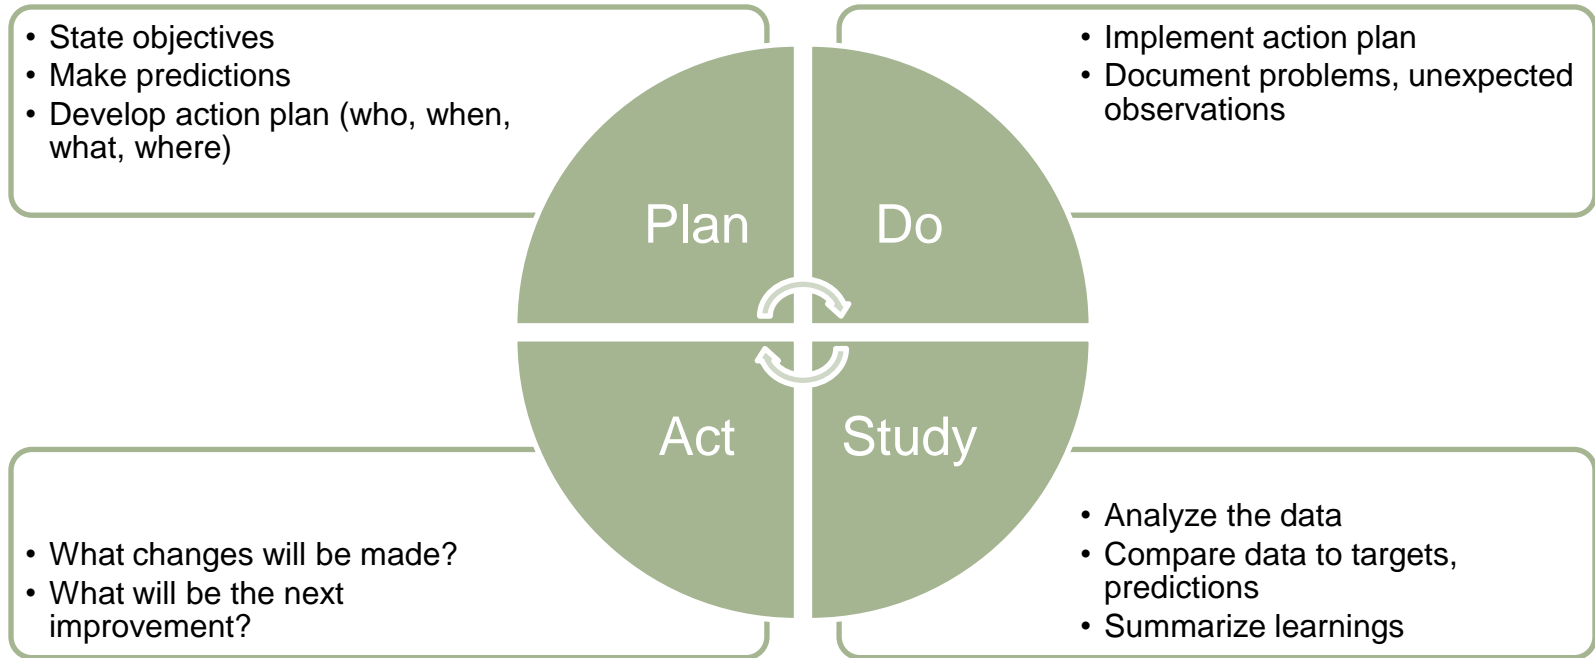 • State objectives
• Make predictions
• Develop action plan (who, when,
what, where)
• Implement action plan
• Document problems, unexpected
observations
Plan
Do
Act
Study
• What changes will be made?
• What will be the next
improvement?
• Analyze the data
• Compare data to targets,
predictions
• Summarize learnings